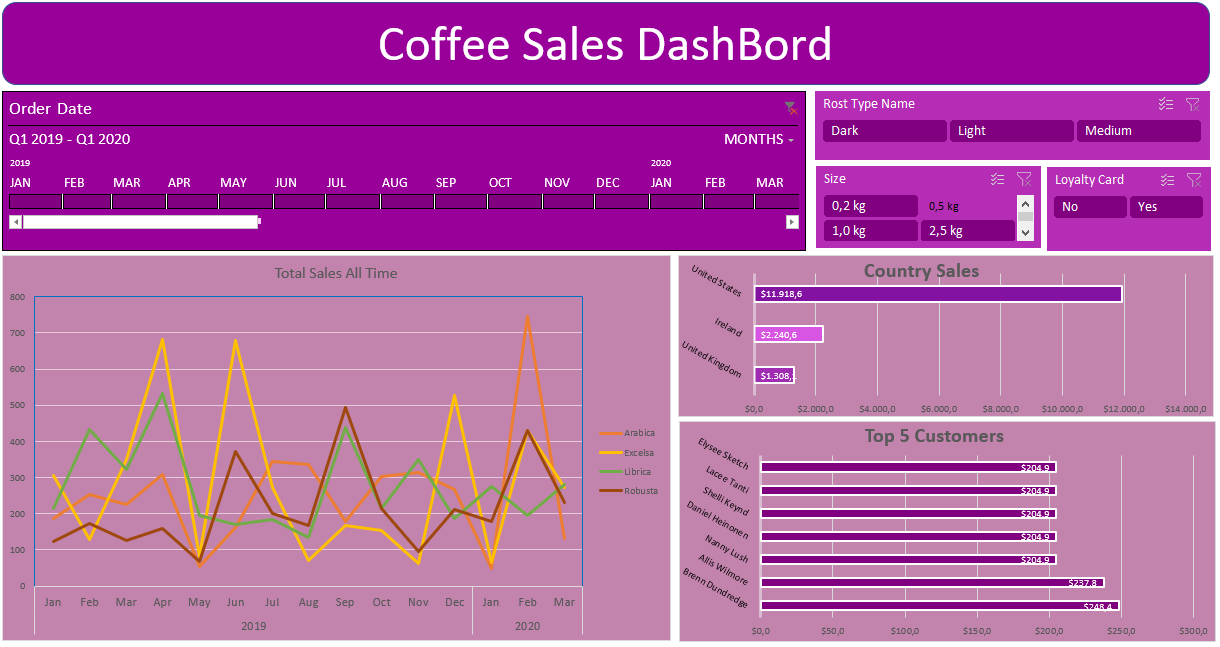 Coffee Sales DashBord
Order Date
Q1 2019 - Q1 2020
MONTHS
2019 2020
JAN FEB MAR APR MAY JUN JUL AUG SEP OCT NOV DEC JAN FEB MAR
Rost Type Name
Dark Light Medium
Size
0,2 kg 0,5 kg
1,0 kg 2,5 kg
Loyalty Card
No Yes
Total Sales All Time
800
700
600
500
400
300
200
100
0
Jan Feb Mar Apr May Jun Jul Aug Sep Oct Nov Dec Jan Feb Mar
2019 2020
Arabica
Excelsa
Librica
Robusta
Country Sales
United States $11.918,6
Ireland $2.240,6
United Kingdom $1.308,1
$0,0 $2.000,0 $4.000,0 $6.000,0 $8.000,0 $10.000,0 $12.000,0 $14.000,0
Top 5 Customers
Elysee Sketch $204,9
Lacee Tanti $204,9
Shelli Keynd $204,9
Daniel Heinonen $204,9
Nanny Lush $204,9
Allis Wilmore $237,8
Brenn Dundredge $248,4
$0,0 $50,0 $100,0 $150,0 $200,0 $250,0 $300,0